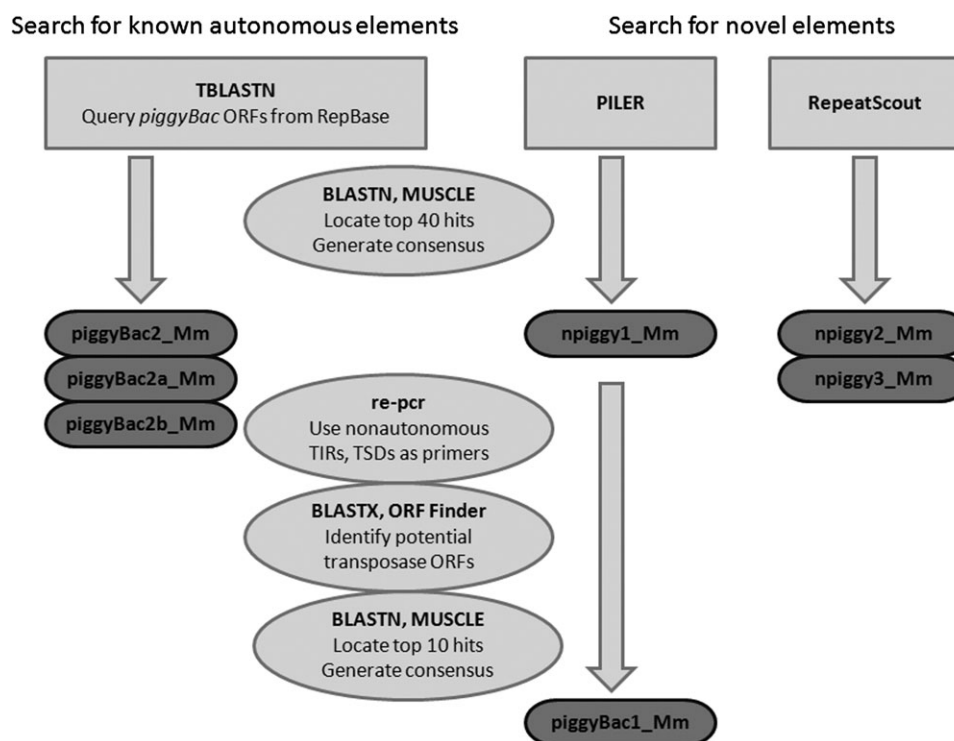 Search for known autonomous elements
Search for novel elements
TBLASTN
Query piggyBac ORFs from RepBase
PILER
RepeatScout
BLASTN, MUSCLE
Locate top 40 hits
Generate consensus
piggyBac2_Mm
piggyBac2a_Mm
piggyBac2b_Mm
npiggy1_Mm
npiggy2_Mm
npiggy3_Mm
re-pcr
Use nonautonomous
TIRs, TSDs as primers
BLASTX, ORF Finder
Identify potential
transposase ORFs
BLASTN, MUSCLE
Locate top 10 hits
Generate consensus
piggyBac1_Mm